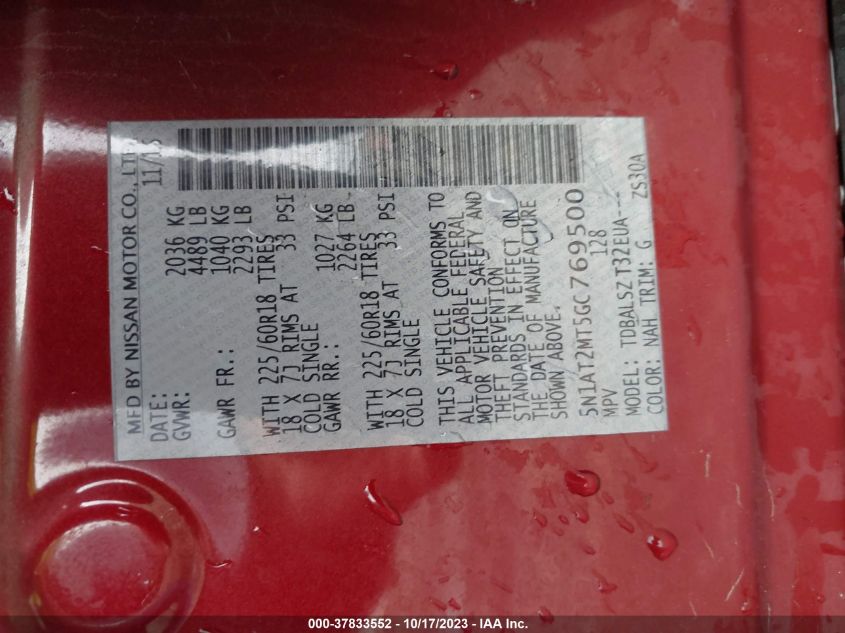 MFD BY NISSAN MOTOR CO., LTD
DATE: 11/15
GVWR: 2036 KG
4489 LB
GAWR FR.: 1040 KG
2293 LB
WITH 225/60R18 TIRES
18 X 7J RIMS AT 33 PSI
COLD SINGLE
GAWR RR.: 1027 KG
2264 LB
WITH 225/60R18 TIRES
18 X 7J RIMS AT 33 PSI
COLD SINGLE
THIS VEHICLE CONFORMS TO
ALL APPLICABLE FEDERAL
MOTOR VEHICLE SAFETY AND
THEFT PREVENTION
STANDARDS IN EFFECT ON
THE DATE OF MANUFACTURE
SHOWN ABOVE.
5N1AT2MT5GC769500
MPV 128
MODEL: TDBALSZ T32EUA---
COLOR: NAH TRIM: G ZS30A
000-37833552 - 10/17/2023 - IAA Inc.